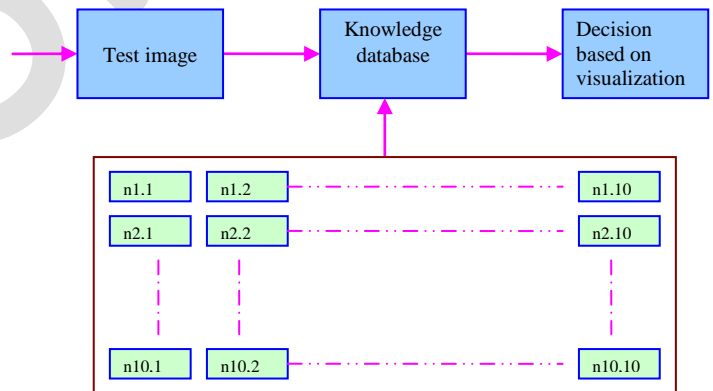 Test image
Knowledge
database
Decision
based on
visualization
n1.1 n1.2 n1.10
n2.1 n2.2 n2.10
n10.1 n10.2 n10.10